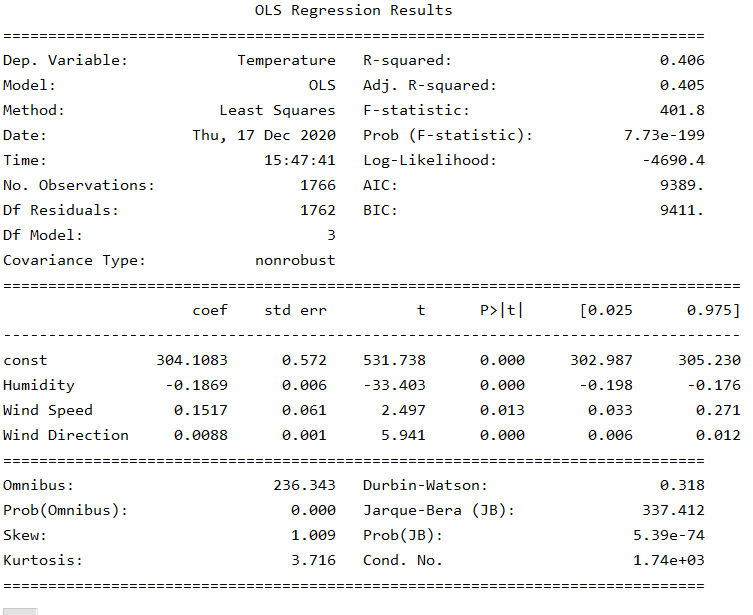 OLS Regression Results
==============================================================================
Dep. Variable: Temperature R-squared: 0.406
Model: OLS Adj. R-squared: 0.405
Method: Least Squares F-statistic: 401.8
Date: Thu, 17 Dec 2020 Prob (F-statistic): 7.73e-199
Time: 15:47:41 Log-Likelihood: -4690.4
No. Observations: 1766 AIC: 9389.
Df Residuals: 1762 BIC: 9411.
Df Model: 3
Covariance Type: nonrobust
==================================================================================
coef std err t P>|t| [0.025 0.975]
----------------------------------------------------------------------------------
const 304.1083 0.572 531.738 0.000 302.987 305.230
Humidity -0.1869 0.006 -33.403 0.000 -0.198 -0.176
Wind Speed 0.1517 0.061 2.497 0.013 0.033 0.271
Wind Direction 0.0088 0.001 5.941 0.000 0.006 0.012
==============================================================================
Omnibus: 236.343 Durbin-Watson: 0.318
Prob(Omnibus): 0.000 Jarque-Bera (JB): 337.412
Skew: 1.009 Prob(JB): 5.39e-74
Kurtosis: 3.716 Cond. No. 1.74e+03
==============================================================================